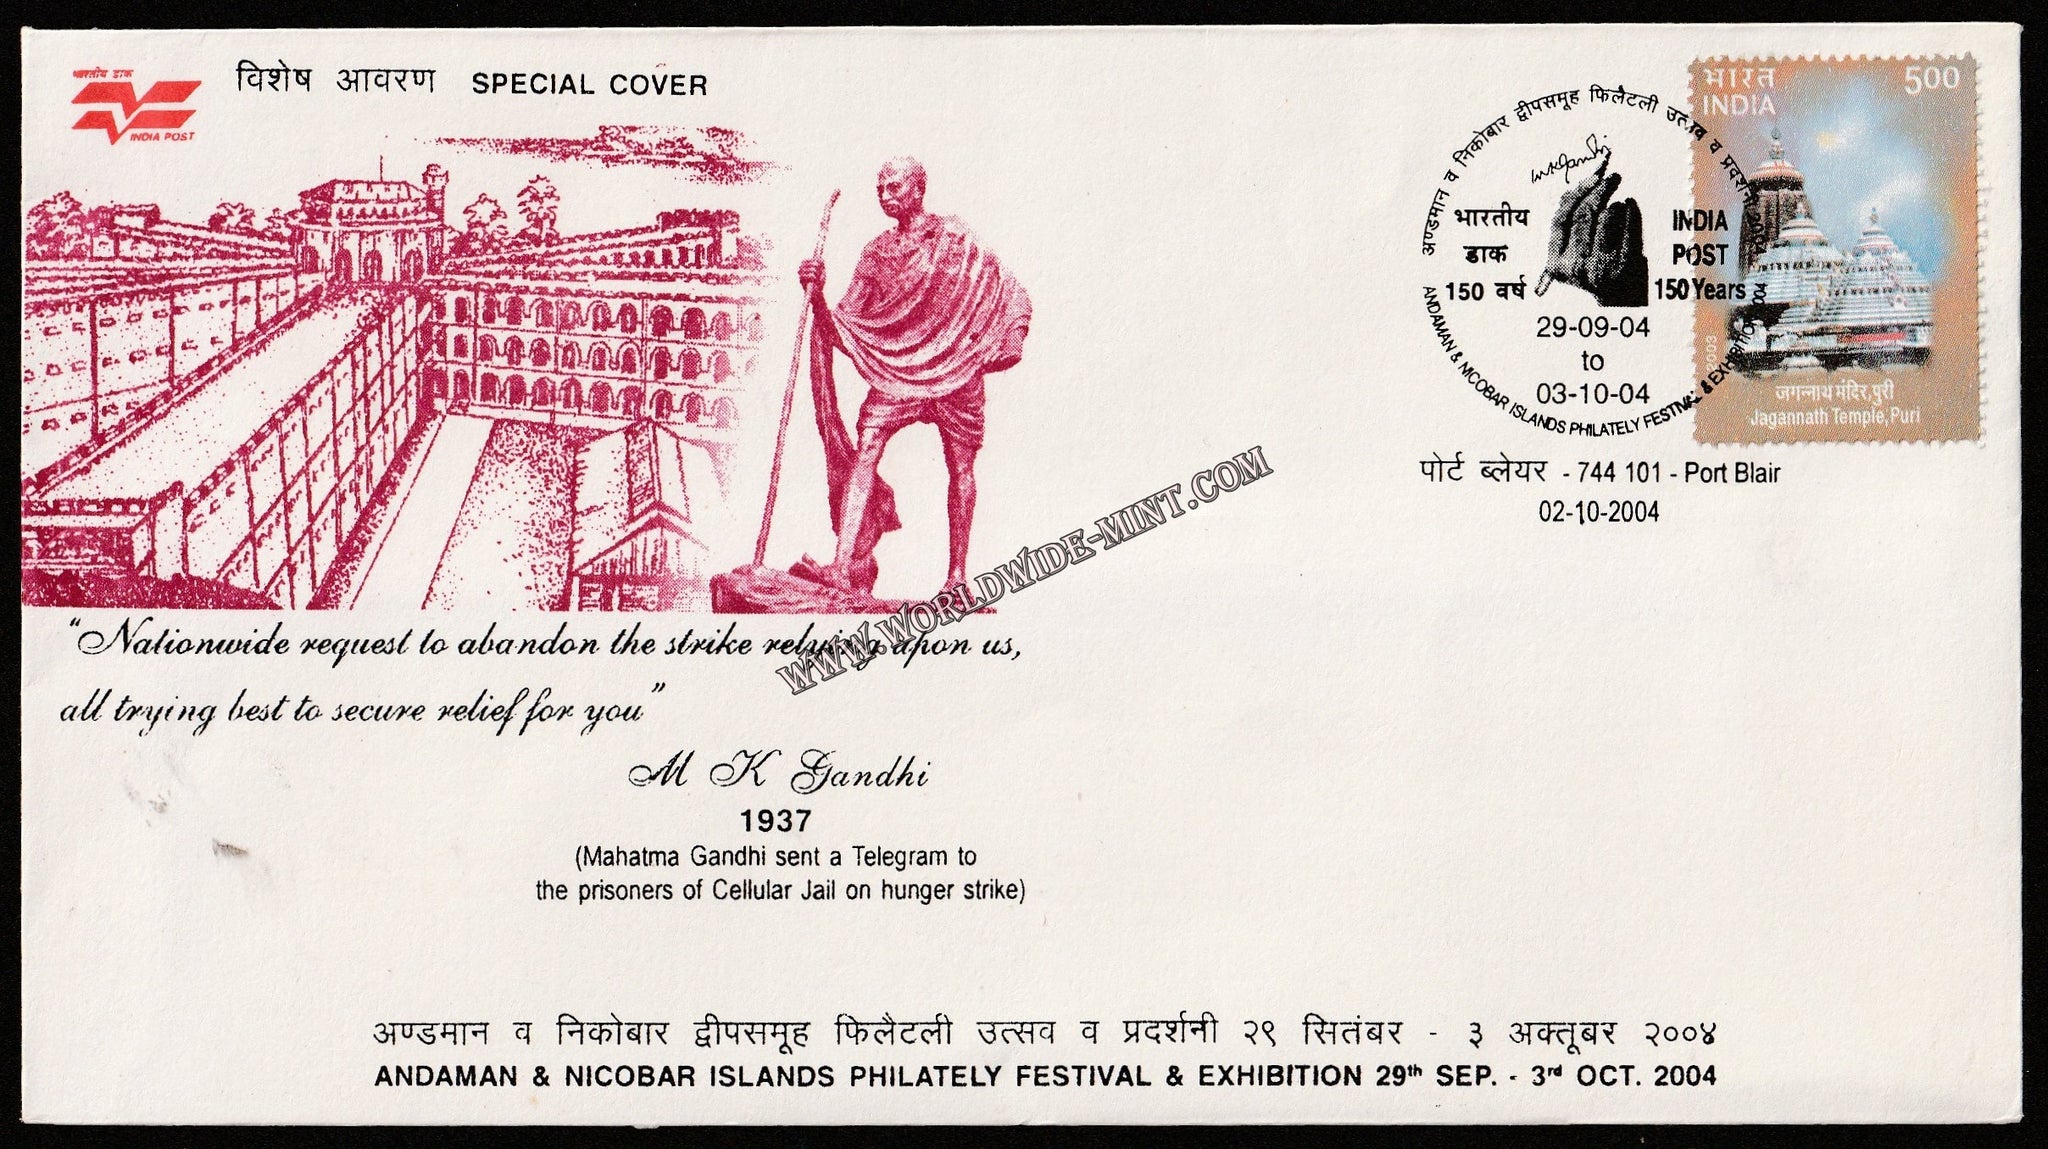 भारतीय डाक
INDIA POST
विशेष आवरण SPECIAL COVER
"Nationwide request to abandon the strike relying upon us,
all trying best to secure relief for you"
M K Gandhi
1937
(Mahatma Gandhi sent a Telegram to
the prisoners of Cellular Jail on hunger strike)
अण्डमान व निकोबार द्वीपसमूह फिलैटली उत्सव व प्रदर्शनी 2004
M K Gandhi
भारतीय
डाक
150 वर्ष
INDIA
POST
150 Years
29-09-04
to
03-10-04
ANDAMAN & NICOBAR ISLANDS PHILATELY FESTIVAL & EXHIBITION 2004
पोर्ट ब्लेयर - 744 101 - Port Blair
02-10-2004
भारत 500
INDIA
2003
जगन्नाथ मंदिर, पुरी
Jagannath Temple, Puri
WWW.WORLDWIDE-MINT.COM
अण्डमान व निकोबार द्वीपसमूह फिलैटली उत्सव व प्रदर्शनी २९ सितंबर - ३ अक्तूबर २००४
ANDAMAN & NICOBAR ISLANDS PHILATELY FESTIVAL & EXHIBITION 29th SEP. - 3rd OCT. 2004